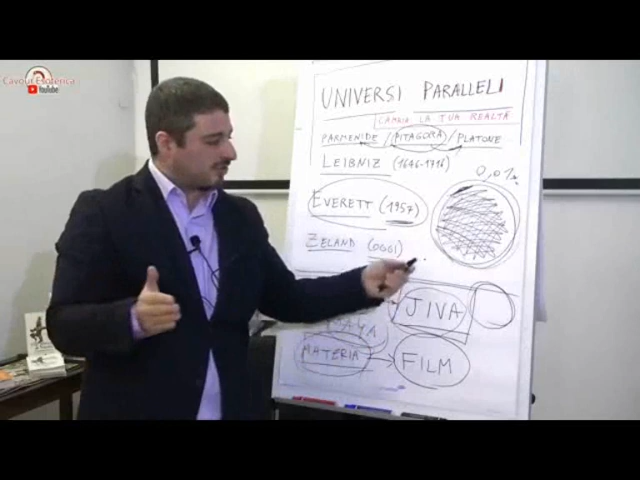 Cavour Esoterica
YouTube
UNIVERSI PARALLELI
CAMBIA LA TUA REALTÀ
PARMENIDE / PITAGORA / PLATONE
LEIBNIZ (1646-1716)
0,01%
EVERETT (1957)
ZELAND (OGGI)
JIVA
MAYA
MATERIA
FILM